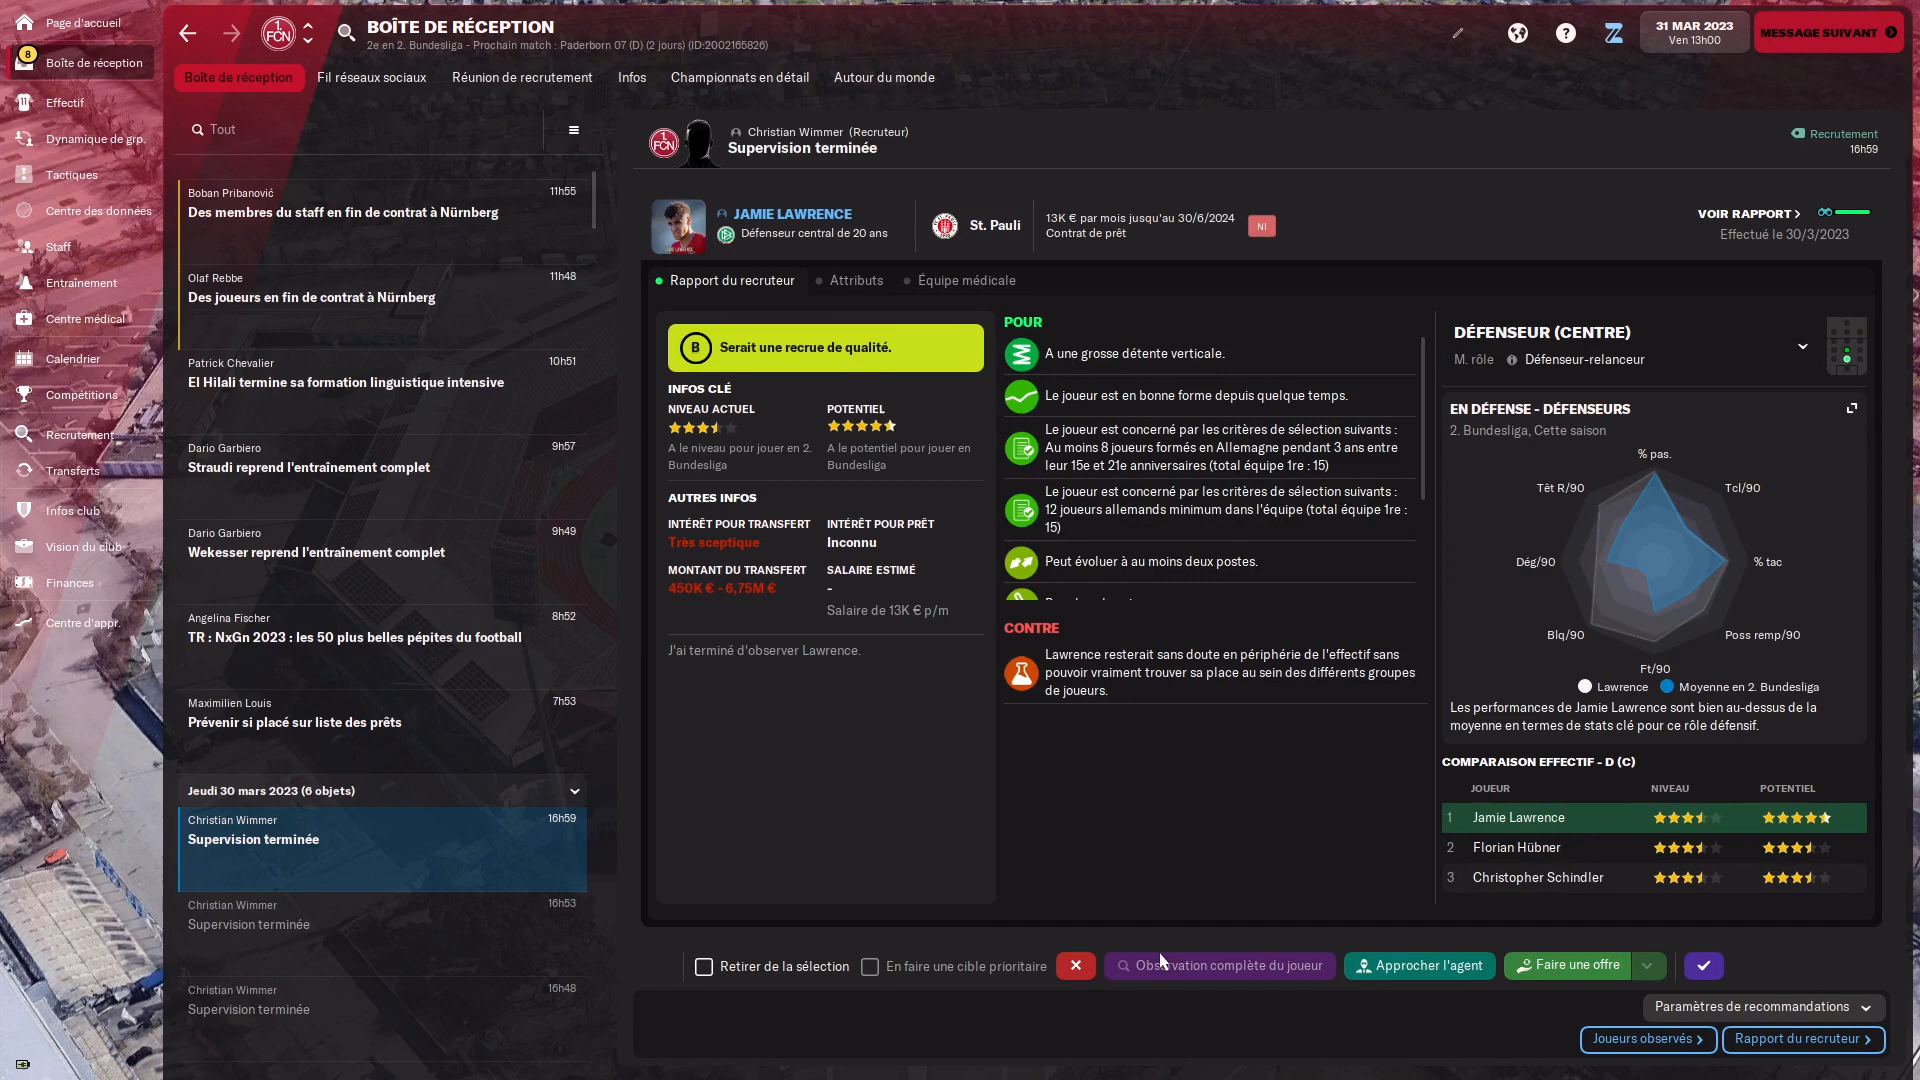 Page d'accueil
8
Boîte de réception
Effectif
Dynamique de grp.
Tactiques
Centre des données
Staff
Entraînement
Centre médical
Calendrier
Compétitions
Recrutement
Transferts
Infos club
Vision du club
Finances
Centre d'appr.
BOÎTE DE RÉCEPTION
2e en 2. Bundesliga - Prochain match : Paderborn 07 (D) (2 jours) (ID:2002165826)
31 MAR 2023
Ven 13h00
MESSAGE SUIVANT
Boîte de réception
Fil réseaux sociaux
Réunion de recrutement
Infos
Championnats en détail
Autour du monde
Tout
Boban Pribanović 11h55
Des membres du staff en fin de contrat à Nürnberg
Olaf Rebbe 11h48
Des joueurs en fin de contrat à Nürnberg
Patrick Chevalier 10h51
El Hilali termine sa formation linguistique intensive
Dario Garbiero 9h57
Straudi reprend l'entraînement complet
Dario Garbiero 9h49
Wekesser reprend l'entraînement complet
Angelina Fischer 8h52
TR : NxGn 2023 : les 50 plus belles pépites du football
Maximilien Louis 7h53
Prévenir si placé sur liste des prêts
Jeudi 30 mars 2023 (6 objets)
Christian Wimmer 16h59
Supervision terminée
Christian Wimmer 16h53
Supervision terminée
Christian Wimmer 16h48
Supervision terminée
Christian Wimmer (Recruteur)
Supervision terminée
Recrutement
16h59
JAMIE LAWRENCE
Défenseur central de 20 ans
St. Pauli
13K € par mois jusqu'au 30/6/2024
Contrat de prêt
NI
VOIR RAPPORT >
Effectué le 30/3/2023
Rapport du recruteur
Attributs
Équipe médicale
B Serait une recrue de qualité.
INFOS CLÉ
NIVEAU ACTUEL
A le niveau pour jouer en 2.
Bundesliga
POTENTIEL
A le potentiel pour jouer en
Bundesliga
AUTRES INFOS
INTÉRÊT POUR TRANSFERT
Très sceptique
INTÉRÊT POUR PRÊT
Inconnu
MONTANT DU TRANSFERT
450K € - 6,75M €
SALAIRE ESTIMÉ
-
Salaire de 13K € p/m
J'ai terminé d'observer Lawrence.
POUR
A une grosse détente verticale.
Le joueur est en bonne forme depuis quelque temps.
Le joueur est concerné par les critères de sélection suivants :
Au moins 8 joueurs formés en Allemagne pendant 3 ans entre
leur 15e et 21e anniversaires (total équipe 1re : 15)
Le joueur est concerné par les critères de sélection suivants :
12 joueurs allemands minimum dans l'équipe (total équipe 1re :
15)
Peut évoluer à au moins deux postes.
CONTRE
Lawrence resterait sans doute en périphérie de l'effectif sans
pouvoir vraiment trouver sa place au sein des différents groupes
de joueurs.
DÉFENSEUR (CENTRE)
M. rôle Défenseur-relanceur
EN DÉFENSE - DÉFENSEURS
2. Bundesliga, Cette saison
% pas.
Têt R/90
Tcl/90
Dég/90
% tac
Blq/90
Poss remp/90
Ft/90
Lawrence
Moyenne en 2. Bundesliga
Les performances de Jamie Lawrence sont bien au-dessus de la
moyenne en termes de stats clé pour ce rôle défensif.
COMPARAISON EFFECTIF - D (C)
JOUEUR NIVEAU POTENTIEL
1 Jamie Lawrence
2 Florian Hübner
3 Christopher Schindler
Retirer de la sélection
En faire une cible prioritaire
Observation complète du joueur
Approcher l'agent
Faire une offre
Paramètres de recommandations
Joueurs observés >
Rapport du recruteur >